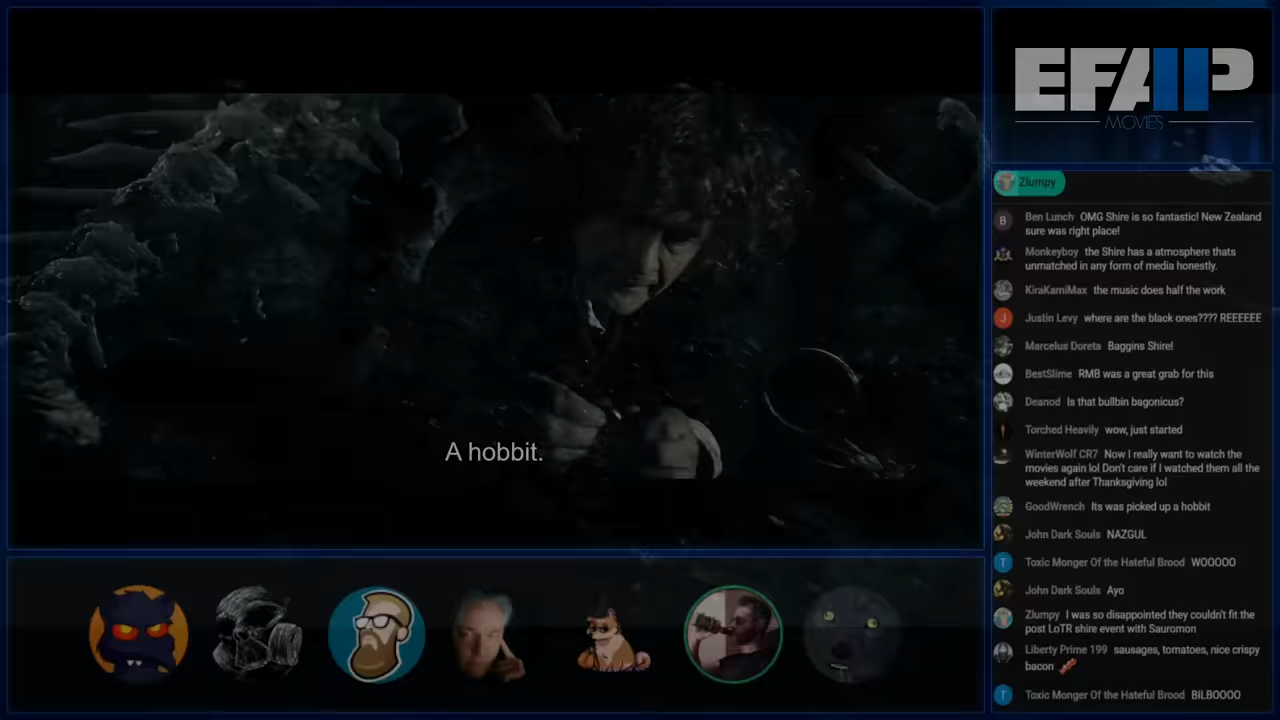 A hobbit.
EFAP
MOVIES
Zlumpy
B
Ben Lunch OMG Shire is so fantastic! New Zealand
sure was right place!
Monkeyboy the Shire has a atmosphere thats
unmatched in any form of media honestly.
KiraKamiMax the music does half the work
J
Justin Levy where are the black ones???? REEEEEE
Marcelus Doreta Baggins Shire!
BestSlime RMB was a great grab for this
Deanod Is that bullbin bagonicus?
Torched Heavily wow, just started
WinterWolf CR7 Now I really want to watch the
movies again lol Don't care if I watched them all the
weekend after Thanksgiving lol
GoodWrench Its was picked up a hobbit
John Dark Souls NAZGUL
T
Toxic Monger Of the Hateful Brood WOOOOO
John Dark Souls Ayo
Zlumpy I was so disappointed they couldn't fit the
post LoTR shire event with Sauromon
Liberty Prime 199 sausages, tomatoes, nice crispy
bacon 🥓
T
Toxic Monger Of the Hateful Brood BILBOOOO